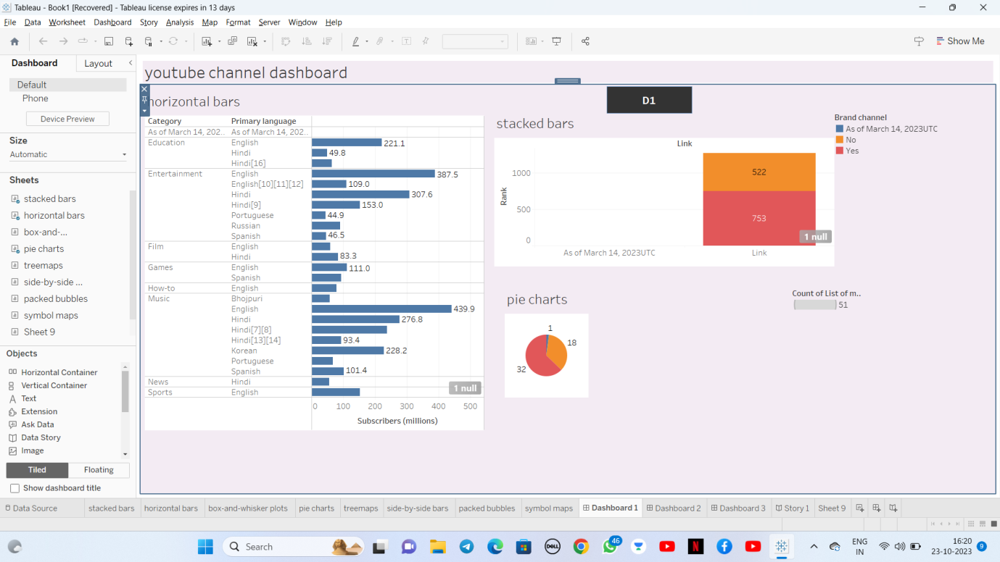 Tableau - Book1 [Recovered] - Tableau license expires in 13 days
File Data Worksheet Dashboard Story Analysis Map Format Server Window Help
Show Me
Dashboard Layout
Default
Phone
Device Preview
Size
Automatic
Sheets
stacked bars
horizontal bars
box-and-...
pie charts
treemaps
side-by-side ...
packed bubbles
symbol maps
Sheet 9
Objects
Horizontal Container
Vertical Container
Text
Extension
Ask Data
Data Story
Image
Tiled Floating
Show dashboard title
youtube channel dashboard
horizontal bars
Category Primary language
As of March 14, 202.. As of March 14, 202..
Education English 221.1
Hindi 49.8
Hindi[16]
Entertainment English 387.5
English[10][11][12] 109.0
Hindi 307.6
Hindi[9] 153.0
Portuguese 44.9
Russian
Spanish 46.5
Film English
Hindi 83.3
Games English 111.0
Spanish
How-to English
Music Bhojpuri
English 439.9
Hindi 276.8
Hindi[7][8]
Hindi[13][14] 93.4
Korean 228.2
Portuguese
Spanish 101.4
News Hindi
Sports English
1 null
0 100 200 300 400 500
Subscribers (millions)
D1
stacked bars
Link
Rank
1000
500
0
522
753
1 null
As of March 14, 2023UTC Link
Brand channel
As of March 14, 2023UTC
No
Yes
pie charts
1
18
32
Count of List of m..
51
Data Source stacked bars horizontal bars box-and-whisker plots pie charts treemaps side-by-side bars packed bubbles symbol maps Dashboard 1 Dashboard 2 Dashboard 3 Story 1 Sheet 9
Search
DELL
46
N
ENG
IN
16:20
23-10-2023
9